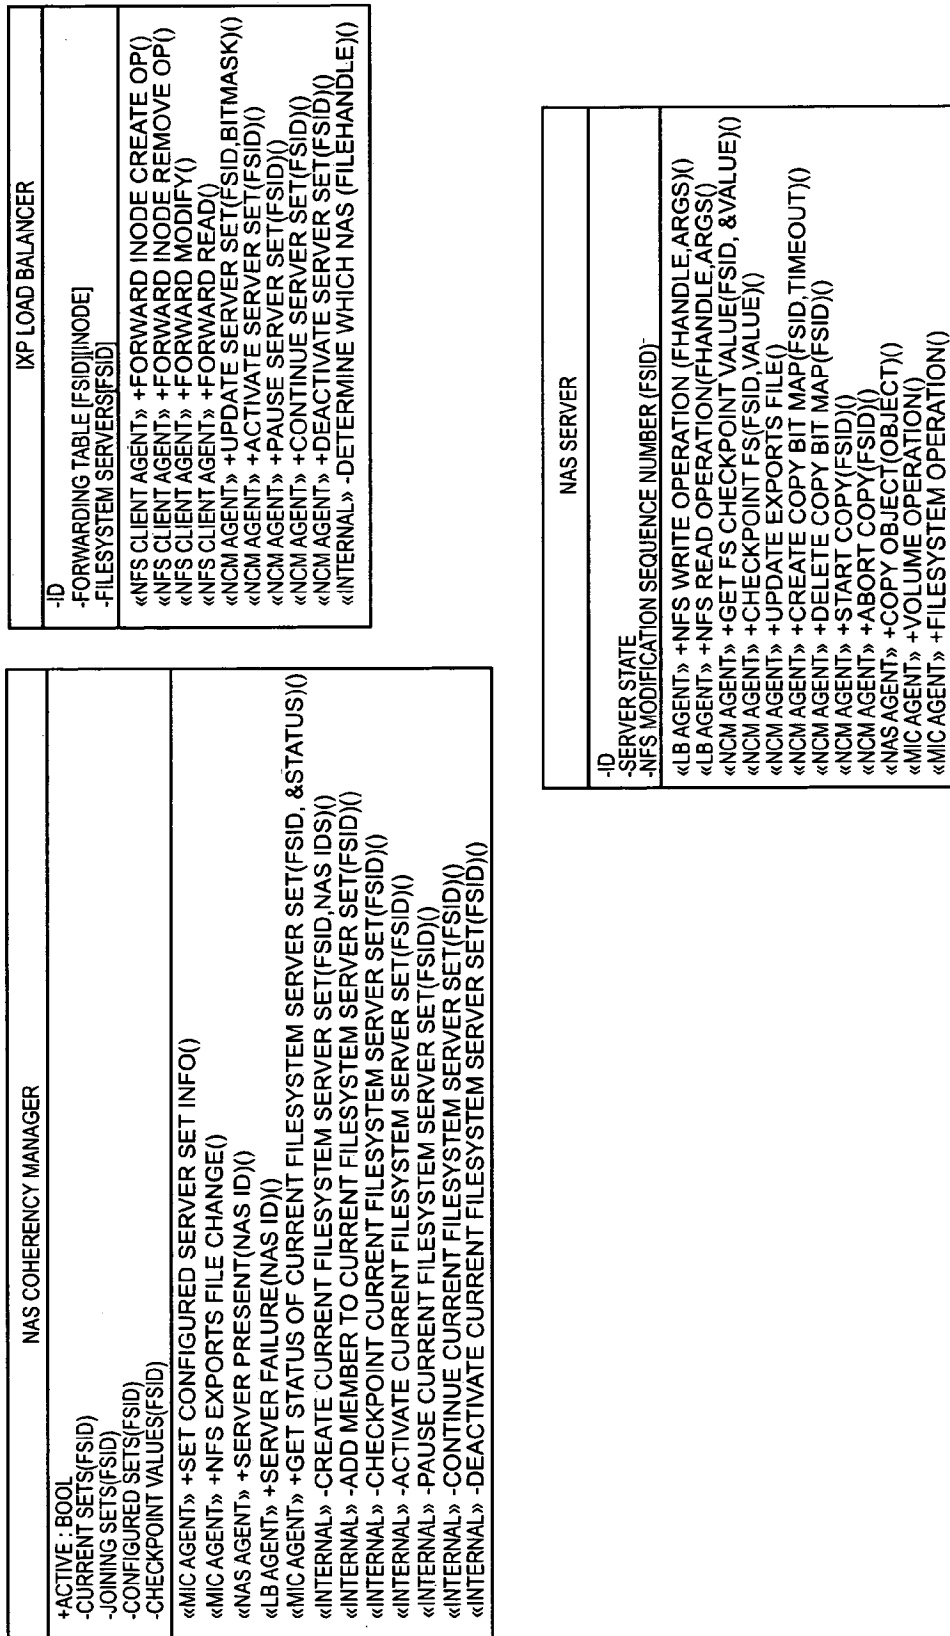 NAS COHERENCY MANAGER
+ACTIVE : BOOL
-CURRENT SETS(FSID)
-JOINING SETS(FSID)
-CONFIGURED SETS(FSID)
-CHECKPOINT VALUES(FSID)
«MIC AGENT» +SET CONFIGURED SERVER SET INFO()
«MIC AGENT» +NFS EXPORTS FILE CHANGE()
«NAS AGENT» +SERVER PRESENT(NAS ID)()
«LB AGENT» +SERVER FAILURE(NAS ID)()
«MIC AGENT» +GET STATUS OF CURRENT FILESYSTEM SERVER SET(FSID, &STATUS)()
«INTERNAL» -CREATE CURRENT FILESYSTEM SERVER SET(FSID,NAS IDS)()
«INTERNAL» -ADD MEMBER TO CURRENT FILESYSTEM SERVER SET(FSID)()
«INTERNAL» -CHECKPOINT CURRENT FILESYSTEM SERVER SET(FSID)()
«INTERNAL» -ACTIVATE CURRENT FILESYSTEM SERVER SET(FSID)()
«INTERNAL» -PAUSE CURRENT FILESYSTEM SERVER SET(FSID)()
«INTERNAL» -CONTINUE CURRENT FILESYSTEM SERVER SET(FSID)()
«INTERNAL» -DEACTIVATE CURRENT FILESYSTEM SERVER SET(FSID)()
IXP LOAD BALANCER
-ID
-FORWARDING TABLE [FSID][INODE]
-FILESYSTEM SERVERS[FSID]
«NFS CLIENT AGENT» +FORWARD INODE CREATE OP()
«NFS CLIENT AGENT» +FORWARD INODE REMOVE OP()
«NFS CLIENT AGENT» +FORWARD MODIFY()
«NFS CLIENT AGENT» +FORWARD READ()
«NCM AGENT» +UPDATE SERVER SET(FSID,BITMASK)()
«NCM AGENT» +ACTIVATE SERVER SET(FSID)()
«NCM AGENT» +PAUSE SERVER SET(FSID)()
«NCM AGENT» +CONTINUE SERVER SET(FSID)()
«NCM AGENT» +DEACTIVATE SERVER SET(FSID)()
«INTERNAL» -DETERMINE WHICH NAS (FILEHANDLE)()
NAS SERVER
-ID
-SERVER STATE
-NFS MODIFICATION SEQUENCE NUMBER (FSID)
«LB AGENT» +NFS WRITE OPERATION (FHANDLE,ARGS)()
«LB AGENT» +NFS READ OPERATION(FHANDLE,ARGS()
«NCM AGENT» +GET FS CHECKPOINT VALUE(FSID, &VALUE)()
«NCM AGENT» +CHECKPOINT FS(FSID,VALUE)()
«NCM AGENT» +UPDATE EXPORTS FILE()
«NCM AGENT» +CREATE COPY BIT MAP(FSID,TIMEOUT)()
«NCM AGENT» +DELETE COPY BIT MAP(FSID)()
«NCM AGENT» +START COPY(FSID)()
«NCM AGENT» +ABORT COPY(FSID)()
«NAS AGENT» +COPY OBJECT(OBJECT)()
«MIC AGENT» +VOLUME OPERATION()
«MIC AGENT» +FILESYSTEM OPERATION()